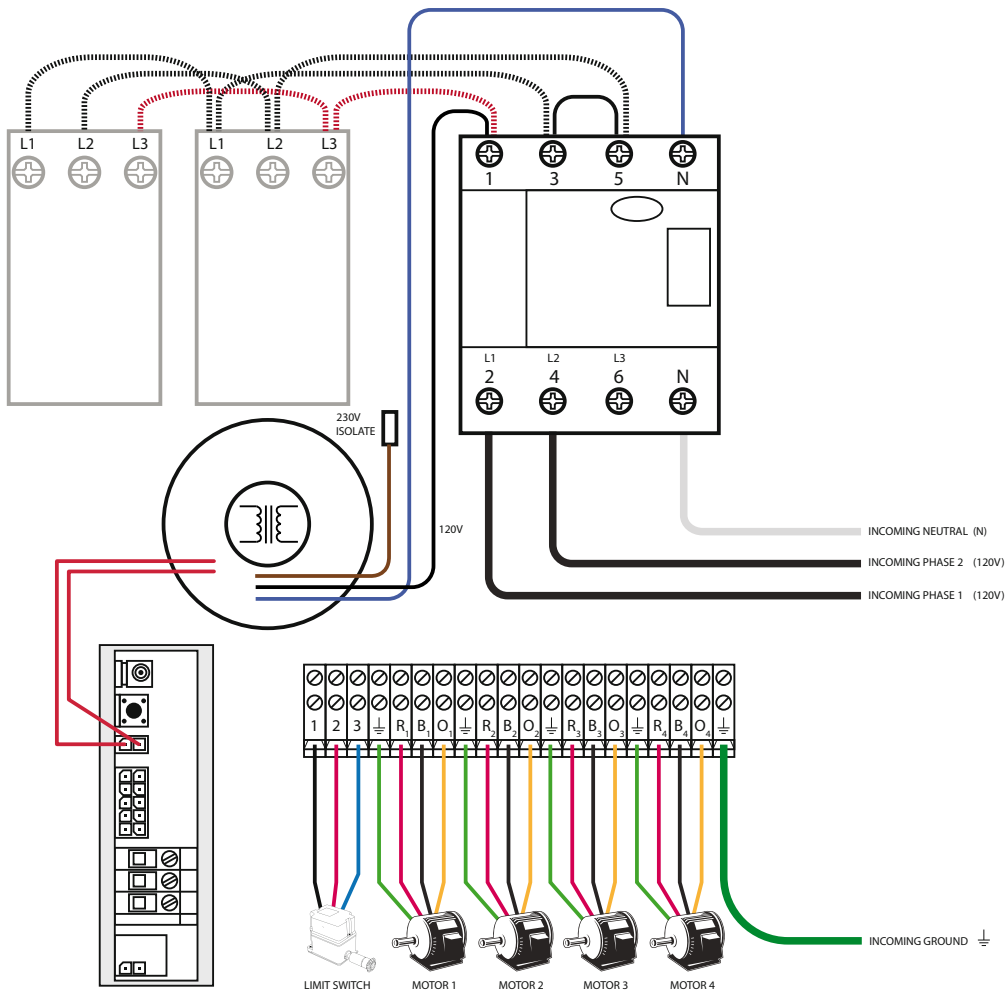 L1 L2 L3 L1 L2 L3
1 3 5 N
L1 L2 L3
2 4 6 N
230V
ISOLATE
120V
INCOMING NEUTRAL (N)
INCOMING PHASE 2 (120V)
INCOMING PHASE 1 (120V)
1 2 3 R₁ B₁ O₁ R₂ B₂ O₂ R₃ B₃ O₃ R₄ B₄ O₄
INCOMING GROUND
LIMIT SWITCH MOTOR 1 MOTOR 2 MOTOR 3 MOTOR 4